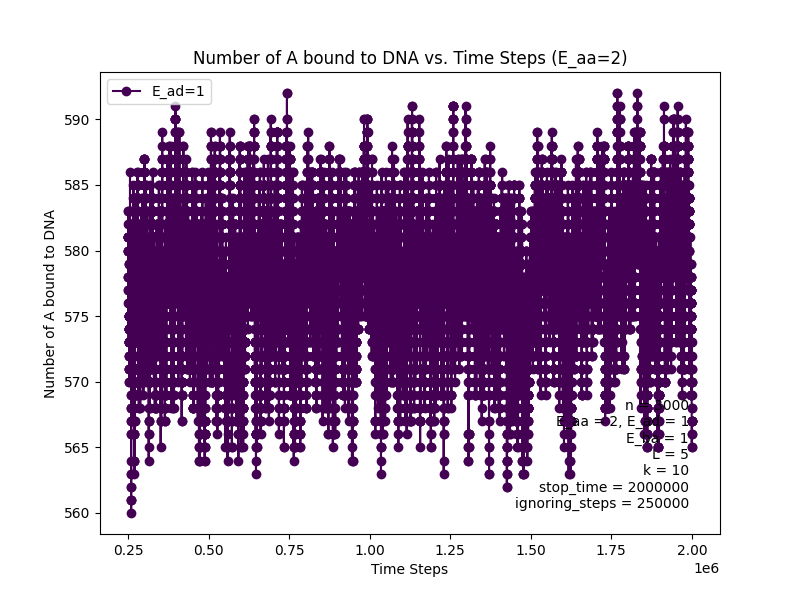 Number of A bound to DNA vs. Time Steps (E_aa=2)
E_ad=1
Number of A bound to DNA
590
585
580
575
570
565
560
stop_time = 2000000
ignoring_steps = 250000
k = 10
L = 5
0.25
0.50
0.75
1.00
1.25
1.50
1.75
2.00
1e6
Time Steps